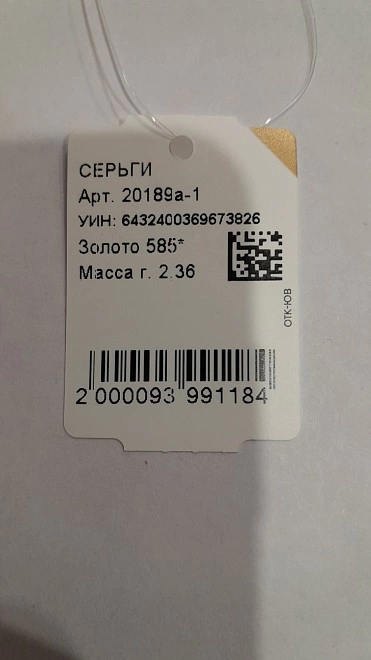 СЕРЬГИ
Арт. 20189а-1
УИН: 6432400369673826
Золото 585*
Масса г. 2.36
ОТК-ЮВ
2 000093 991184